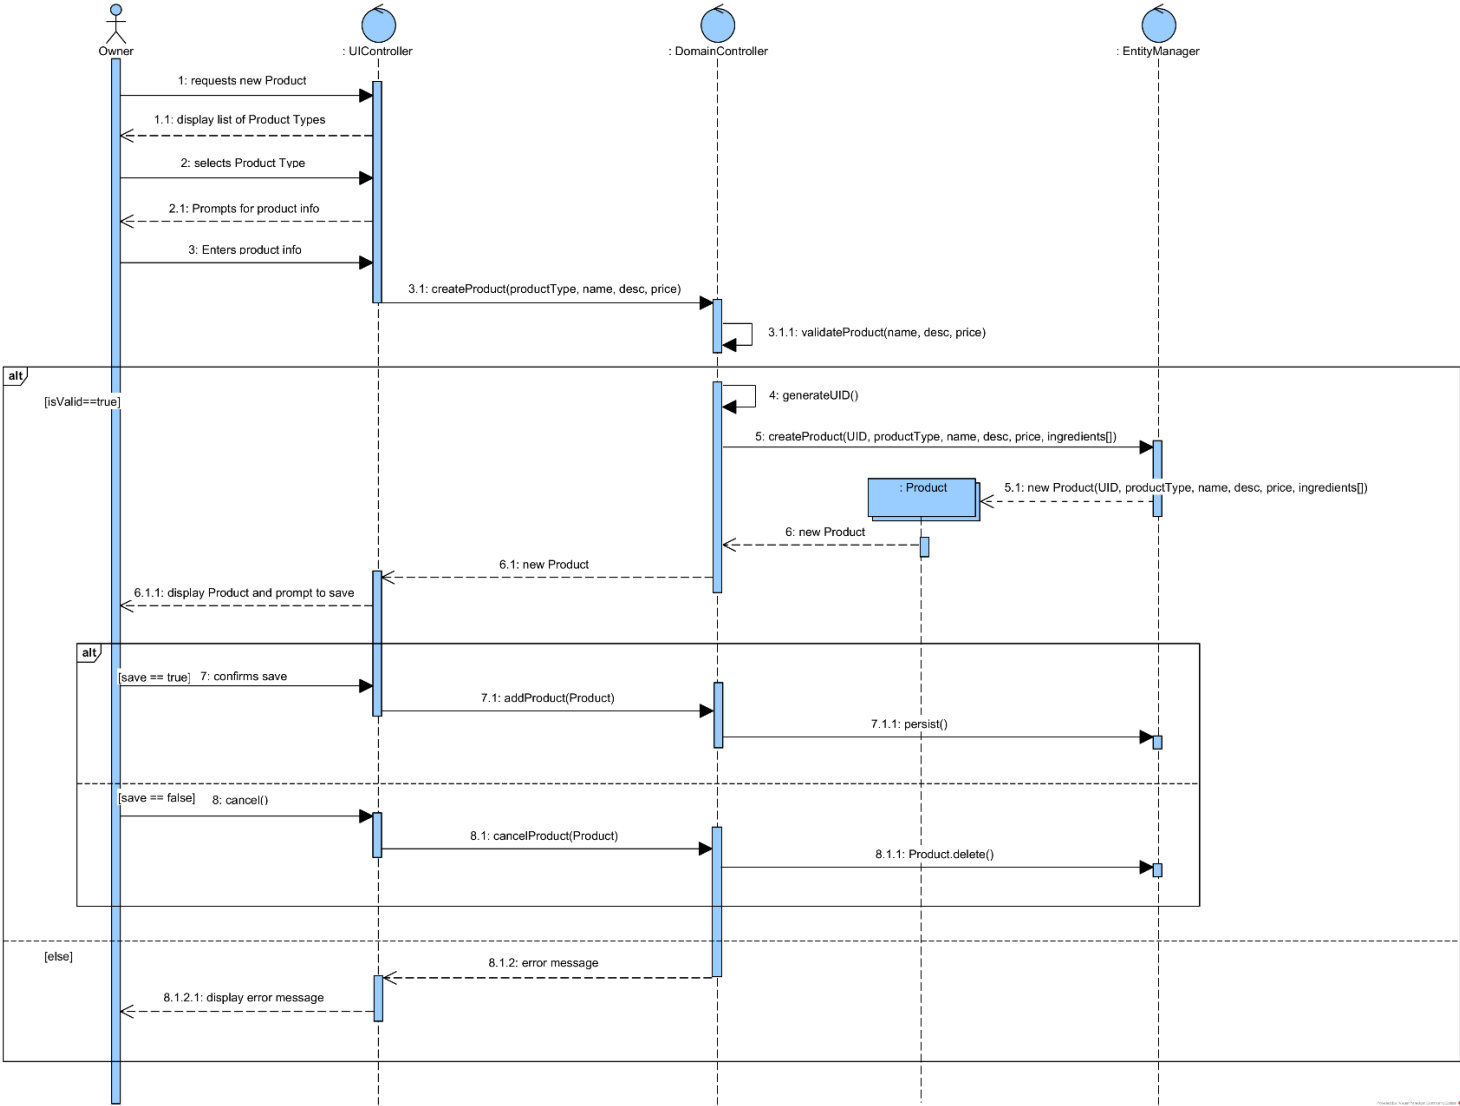 Owner
: UIController
: DomainController
: EntityManager
1: requests new Product
1.1: display list of Product Types
2: selects Product Type
2.1: Prompts for product info
3: Enters product info
3.1: createProduct(productType, name, desc, price)
3.1.1: validateProduct(name, desc, price)
alt
[isValid==true]
4: generateUID()
5: createProduct(UID, productType, name, desc, price, ingredients[])
: Product
5.1: new Product(UID, productType, name, desc, price, ingredients[])
6: new Product
6.1: new Product
6.1.1: display Product and prompt to save
alt
[save == true]
7: confirms save
7.1: addProduct(Product)
7.1.1: persist()
[save == false]
8: cancel()
8.1: cancelProduct(Product)
8.1.1: Product.delete()
[else]
8.1.2: error message
8.1.2.1: display error message